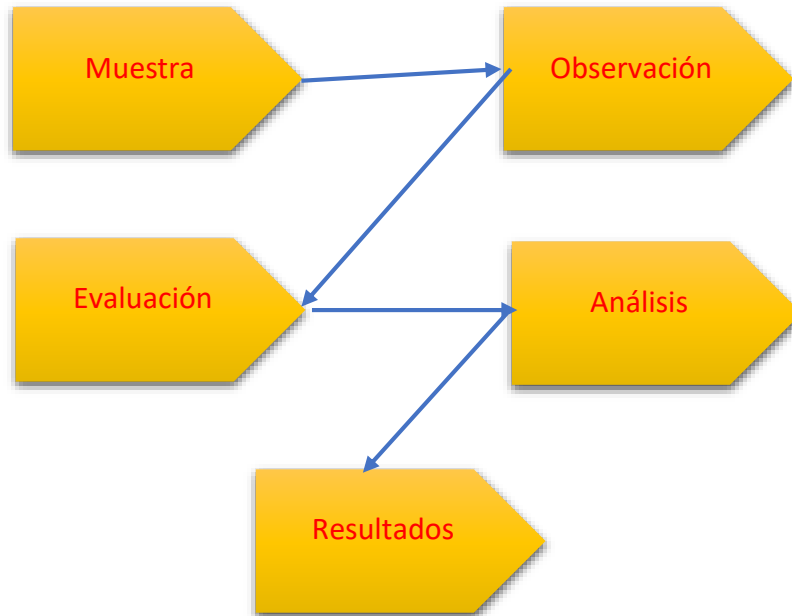 Muestra
Observación
Evaluación
Análisis
Resultados